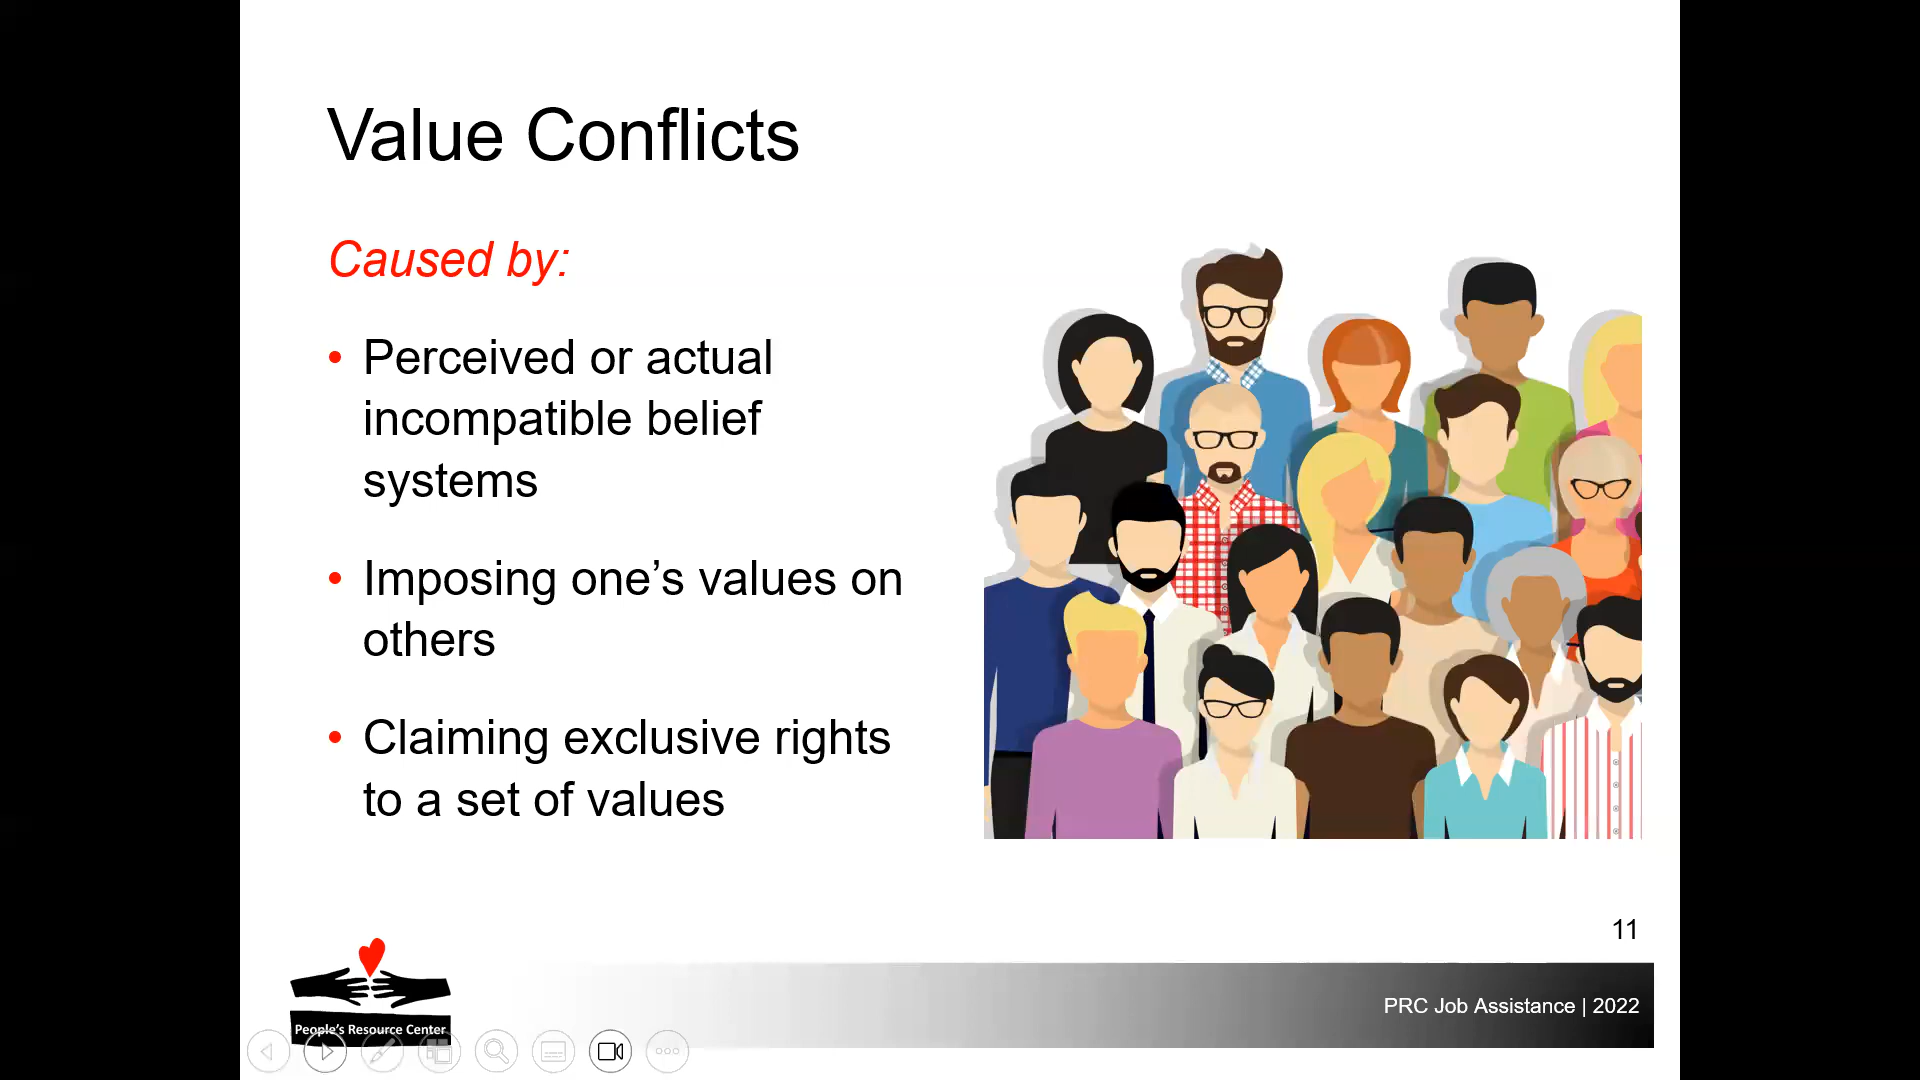 Value Conflicts
Caused by:
• Perceived or actual
incompatible belief
systems
• Imposing one’s values on
others
• Claiming exclusive rights
to a set of values
11
People’s Resource Center
PRC Job Assistance | 2022